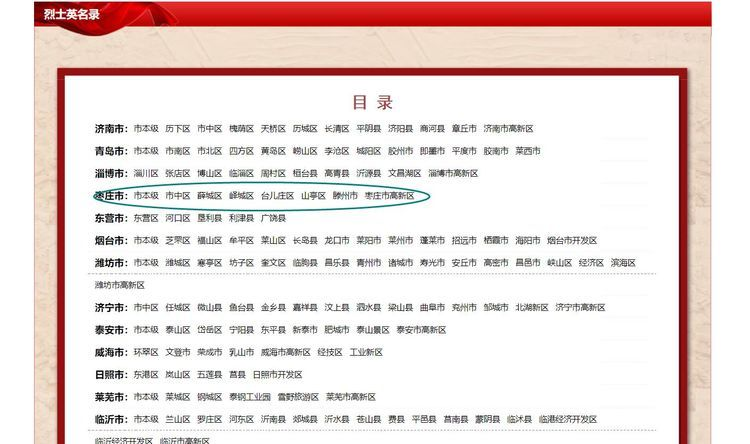 烈士英名录
目 录
济南市： 市本级 历下区 市中区 槐荫区 天桥区 历城区 长清区 平阴县 济阳县 商河县 章丘市 济南市高新区
青岛市： 市本级 市南区 市北区 四方区 黄岛区 崂山区 李沧区 城阳区 胶州市 即墨市 平度市 胶南市 莱西市
淄博市： 淄川区 张店区 博山区 临淄区 周村区 桓台县 高青县 沂源县 文昌湖区 淄博市高新区
枣庄市： 市本级 市中区 薛城区 峄城区 台儿庄区 山亭区 滕州市 枣庄市高新区
东营市： 东营区 河口区 垦利县 利津县 广饶县
烟台市： 市本级 芝罘区 福山区 牟平区 莱山区 长岛县 龙口市 莱阳市 莱州市 蓬莱市 招远市 栖霞市 海阳市 烟台市开发区
潍坊市： 市本级 潍城区 寒亭区 坊子区 奎文区 临朐县 昌乐县 青州市 诸城市 寿光市 安丘市 高密市 昌邑市 峡山区 经济区 滨海区
潍坊市高新区
济宁市： 市中区 任城区 微山县 鱼台县 金乡县 嘉祥县 汶上县 泗水县 梁山县 曲阜市 兖州市 邹城市 北湖新区 济宁市高新区
泰安市： 市本级 泰山区 岱岳区 宁阳县 东平县 新泰市 肥城市 泰山景区 泰安市高新区
威海市： 环翠区 文登市 荣成市 乳山市 威海市高新区 经技区 工业新区
日照市： 东港区 岚山区 五莲县 莒县 日照市开发区
莱芜市： 市本级 莱城区 钢城区 泰钢工业园 雪野旅游区 莱芜市高新区
临沂市： 市本级 兰山区 罗庄区 河东区 沂南县 郯城县 沂水县 苍山县 费县 平邑县 莒南县 蒙阴县 临沭县 临港经济开发区
临沂经济开发区 临沂市高新区